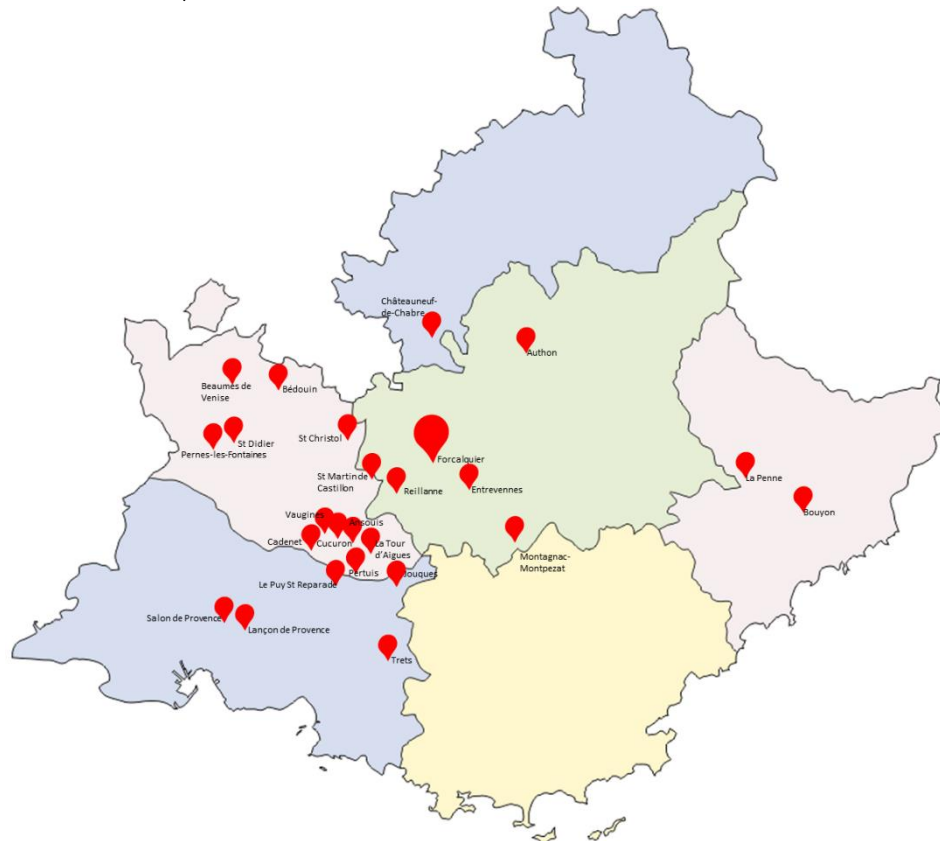 Châteauneuf-
de-Chabre
Authon
Beaumes de
Venise
Bédouin
St Christol
St Didier
Pernes-les-Fontaines
Forcalquier
St Martin de
Castillon
Reillanne
Entrevennes
La Penne
Bouyon
Vaugines
Ansouis
Cadenet
Cucuron
La Tour
d’Aigues
Montagnac-
Montpezat
Pertuis
Jouques
Le Puy St Reparade
Salon de Provence
Lançon de Provence
Trets